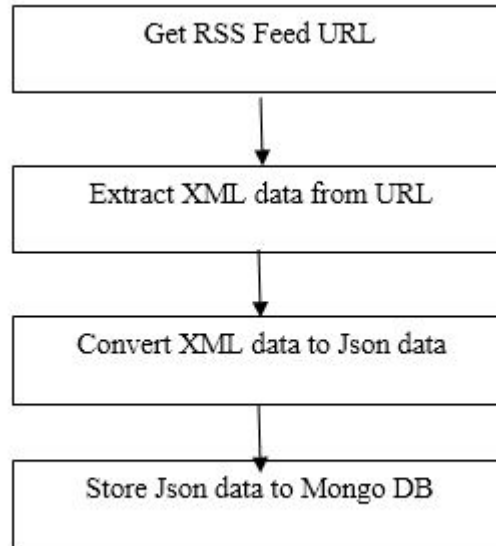 Get RSS Feed URL
Extract XML data from URL
Convert XML data to Json data
Store Json data to Mongo DB